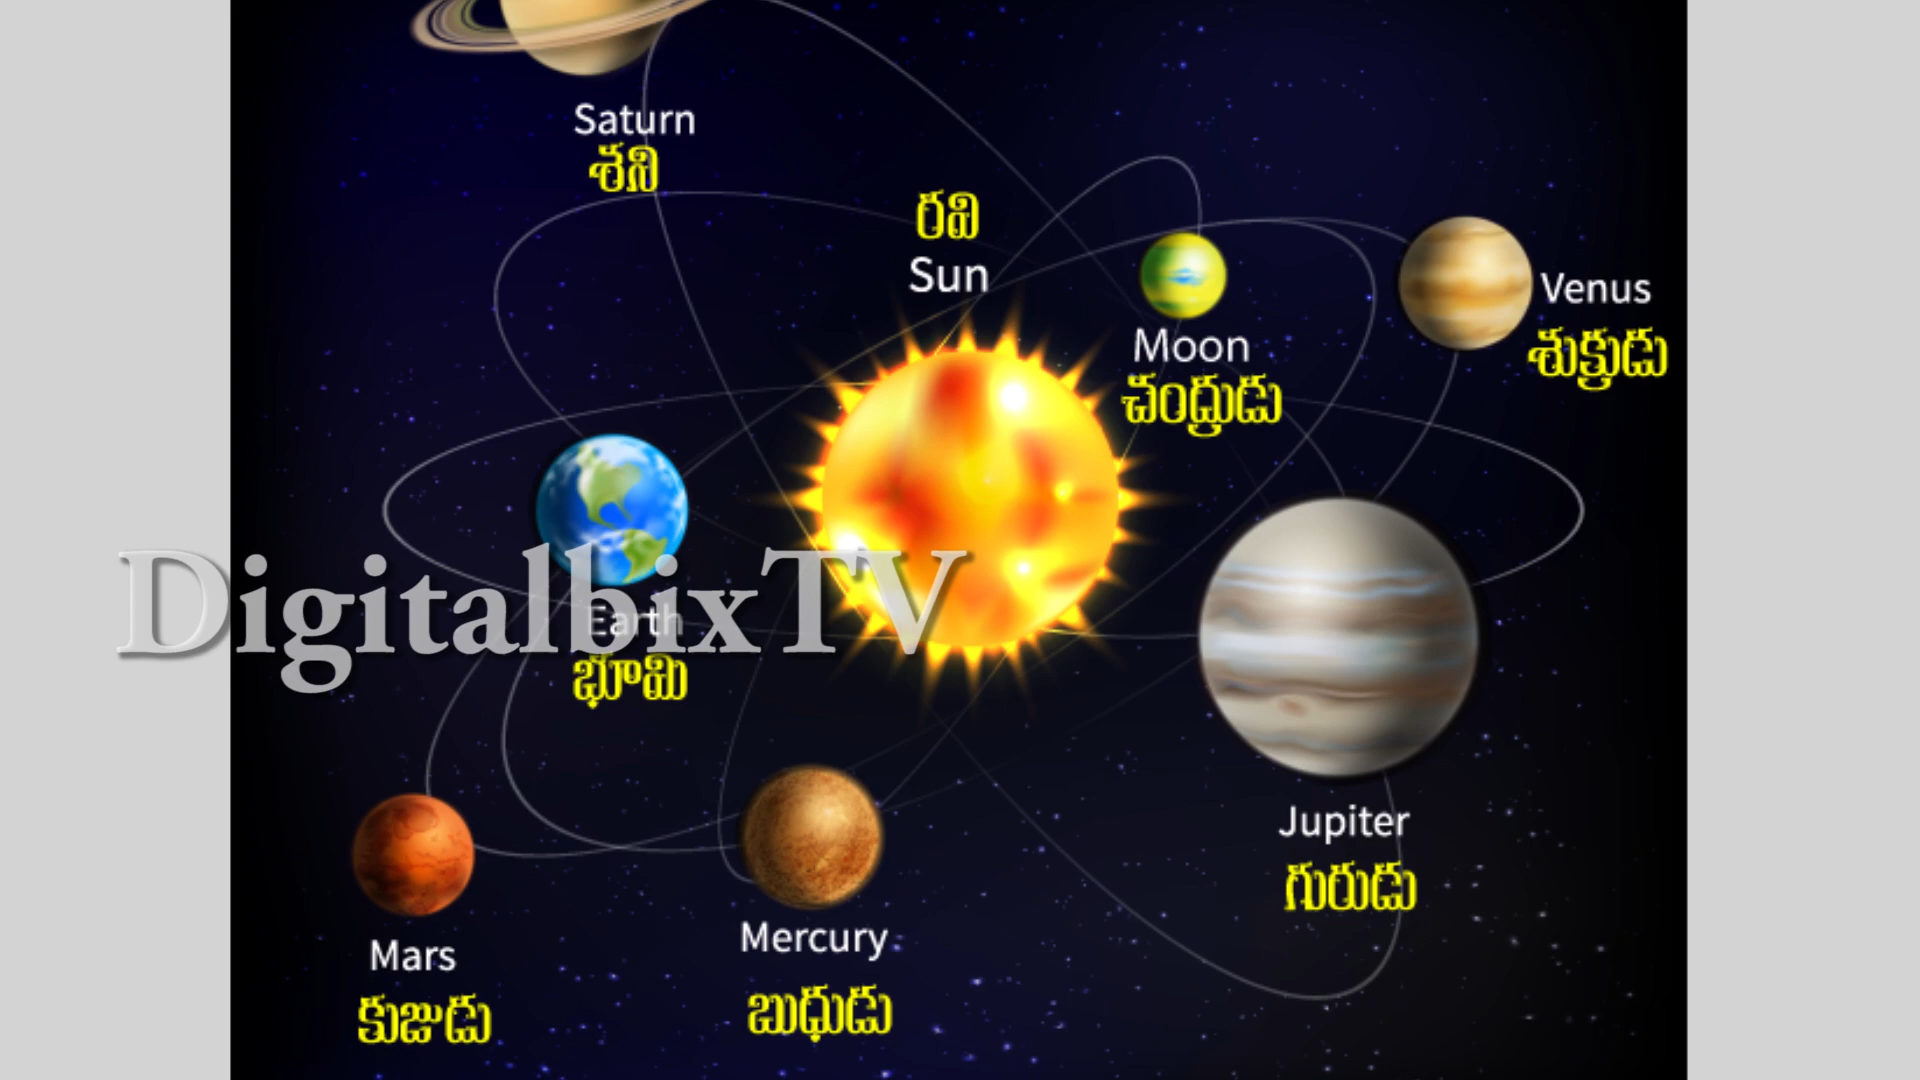 Saturn
శని
రవి
Sun
Moon
చంద్రుడు
Venus
శుక్రుడు
DigitalbixTV
Earth
భూమి
Jupiter
గురుడు
Mars
కుజుడు
Mercury
బుధుడు